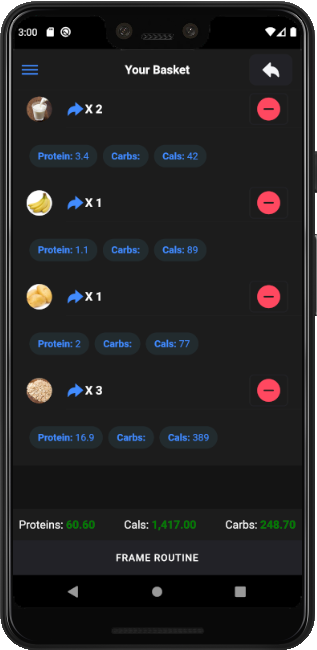 3:00
Your Basket
X 2
Protein: 3.4 Carbs: Cals: 42
X 1
Protein: 1.1 Carbs: Cals: 89
X 1
Protein: 2 Carbs: Cals: 77
X 3
Protein: 16.9 Carbs: Cals: 389
Proteins: 60.60 Cals: 1,417.00 Carbs: 248.70
FRAME ROUTINE